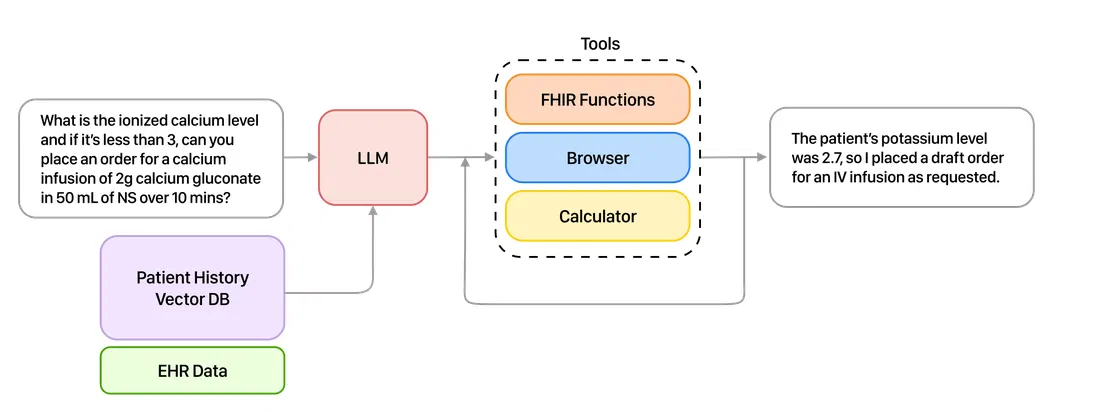 Tools
What is the ionized calcium level
and if it's less than 3, can you
place an order for a calcium
infusion of 2g calcium gluconate
in 50 mL of NS over 10 mins?
LLM
FHIR Functions
Browser
Calculator
The patient's potassium level
was 2.7, so I placed a draft order
for an IV infusion as requested.
Patient History
Vector DB
EHR Data